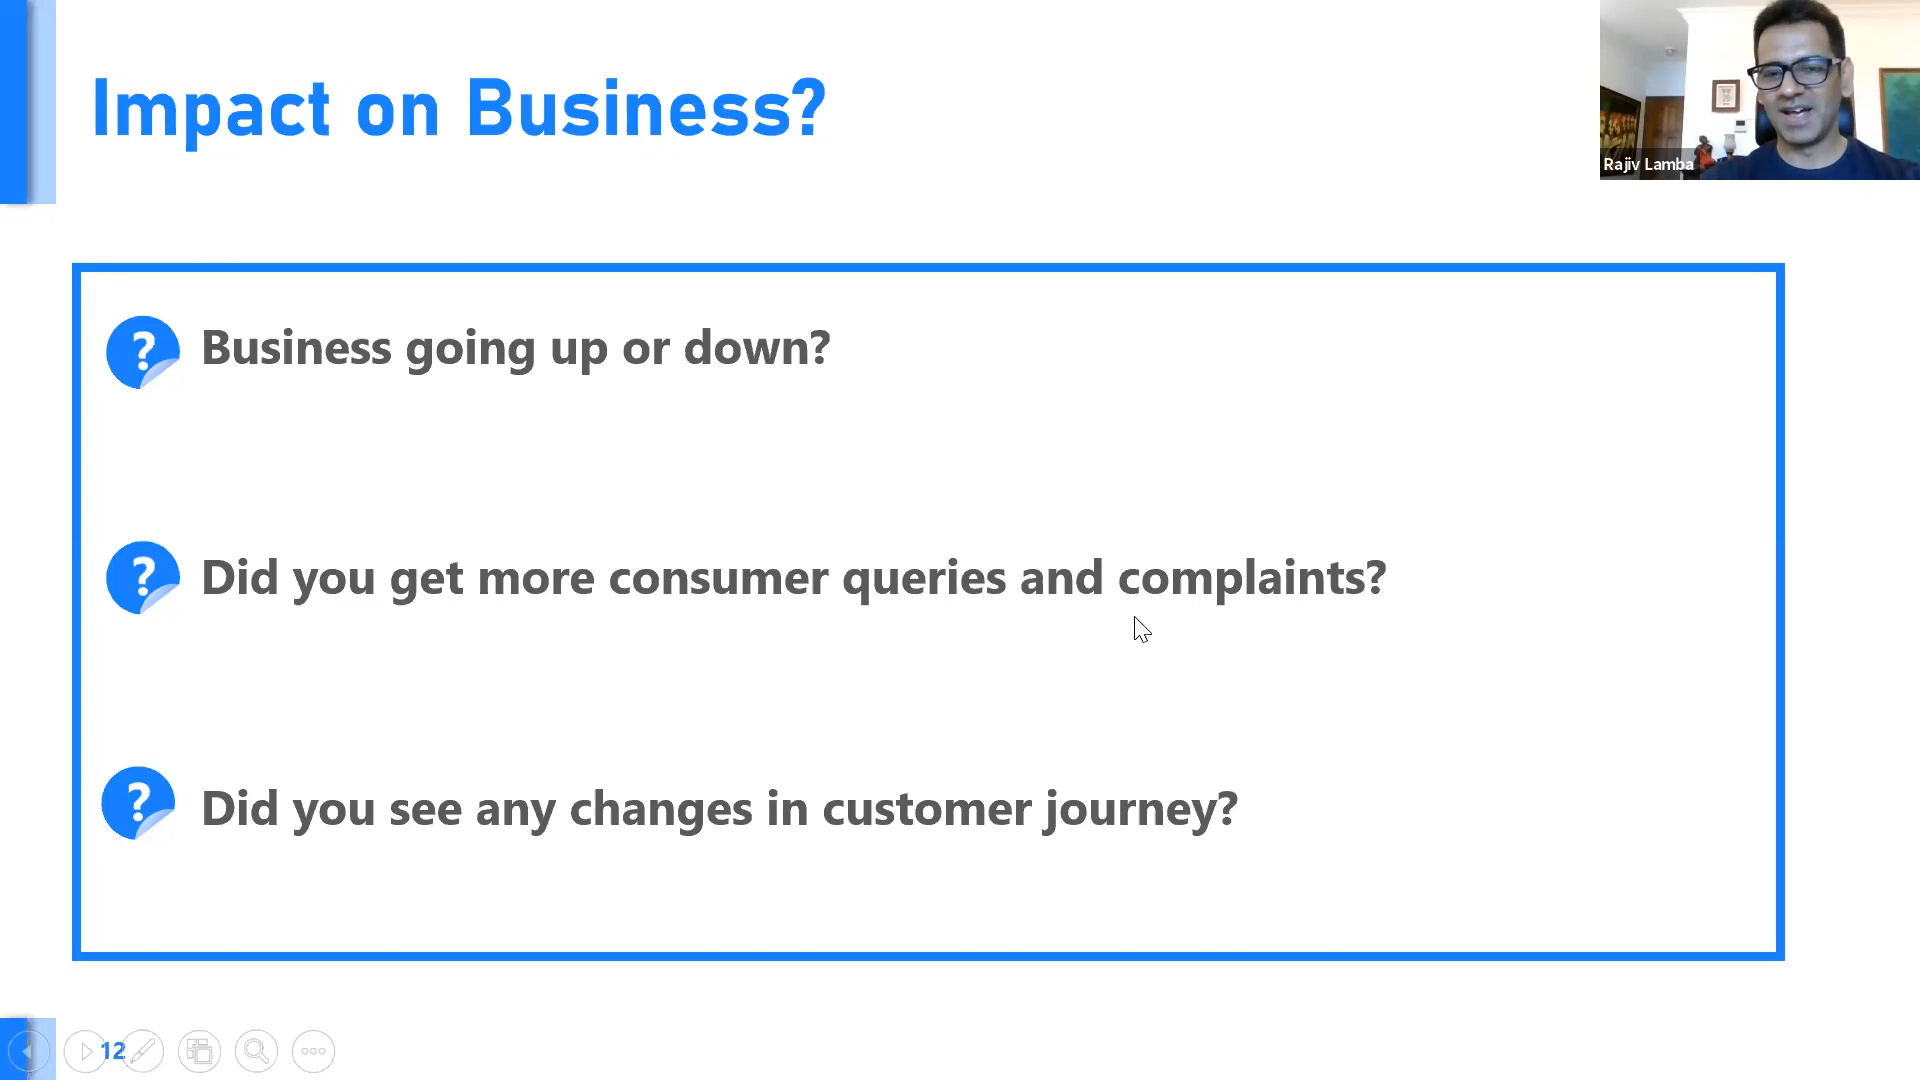 Impact on Business?
Rajiv Lamba
? Business going up or down?
? Did you get more consumer queries and complaints?
? Did you see any changes in customer journey?
12